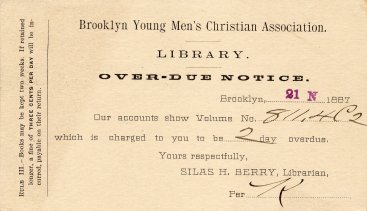 Brooklyn Young Men's Christian Association.
LIBRARY.
OVER-DUE NOTICE.
Brooklyn, 21 N 1887
Our accounts show Volume No. 811.4C2
which is charged to you to be 2 day overdue.
Yours respectfully,
SILAS H. BERRY, Librarian,
Per K
RULE III.—Books may be kept two weeks. If retained
longer, a fine of THREE CENTS PER DAY will be in-
curred, payable on their return.